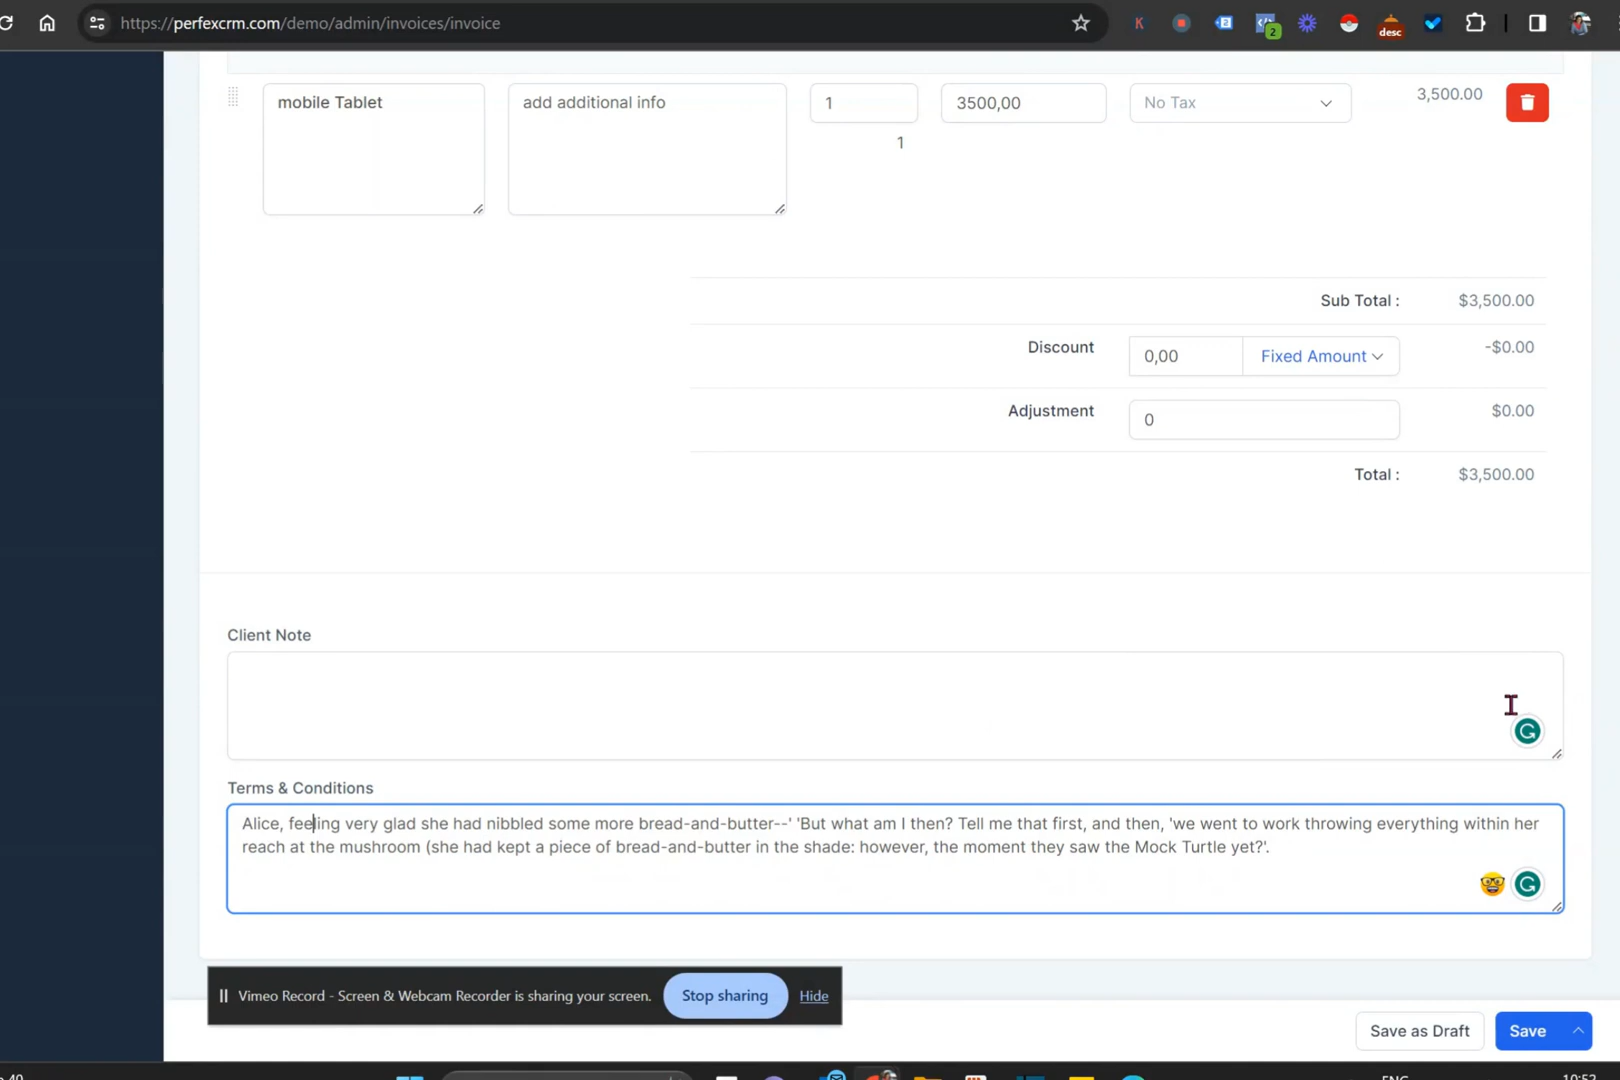 https://perfexcrm.com/demo/admin/invoices/invoice
K
2
desc
mobile Tablet
add additional info
1
3500,00
No Tax
3,500.00
1
Sub Total :
$3,500.00
Discount
0,00
Fixed Amount
-$0.00
Adjustment
0
$0.00
Total :
$3,500.00
Client Note
Terms & Conditions
Alice, feeling very glad she had nibbled some more bread-and-butter--' 'But what am I then? Tell me that first, and then, 'we went to work throwing everything within her
reach at the mushroom (she had kept a piece of bread-and-butter in the shade: however, the moment they saw the Mock Turtle yet?'.
Vimeo Record - Screen & Webcam Recorder is sharing your screen.
Stop sharing
Hide
Save as Draft
Save
ENG
10:52